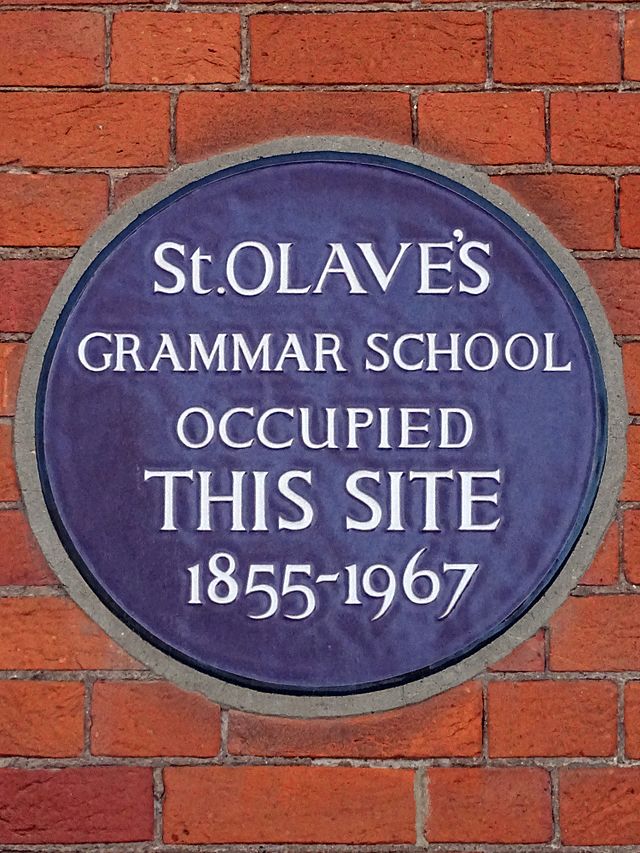 St. OLAVE'S
GRAMMAR SCHOOL
OCCUPIED
THIS SITE
1855-1967